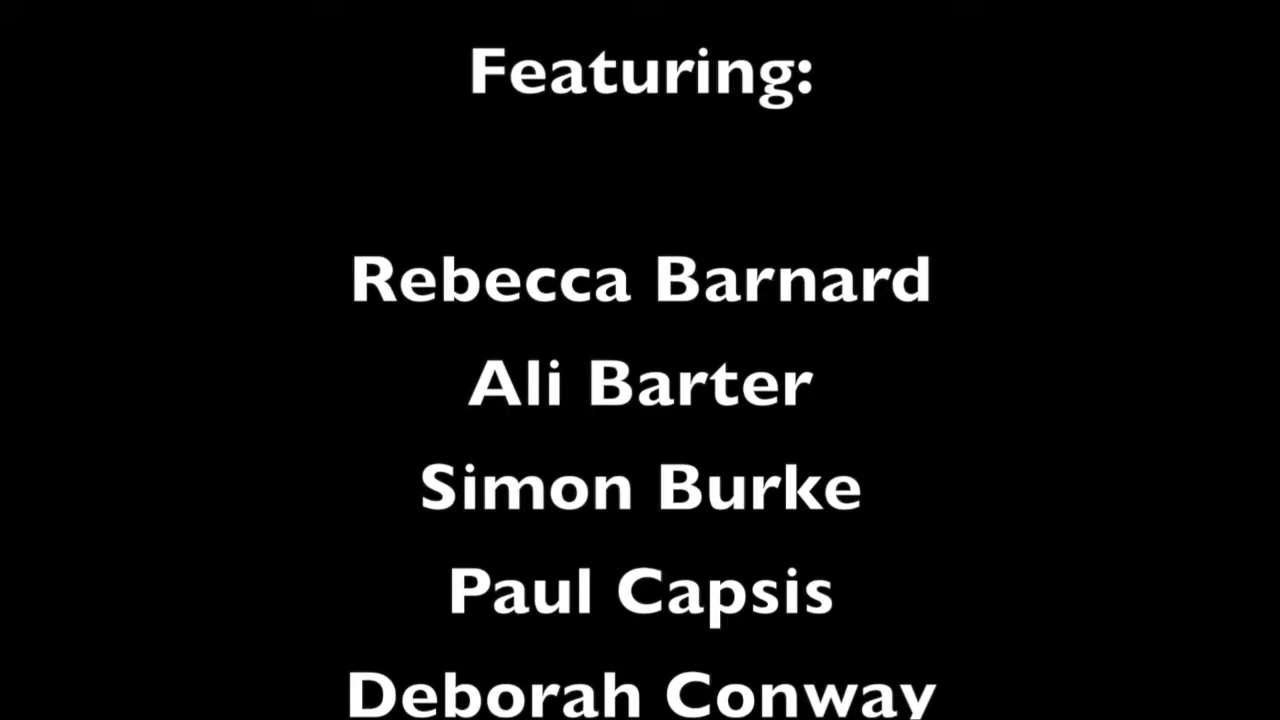 Featuring:
Rebecca Barnard
Ali Barter
Simon Burke
Paul Capsis
Deborah Conway